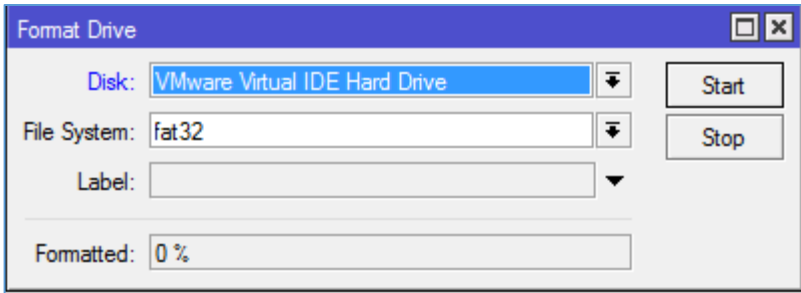 Format Drive
Disk: VMware Virtual IDE Hard Drive
Start
File System: fat32
Stop
Label:
Formatted: 0 %